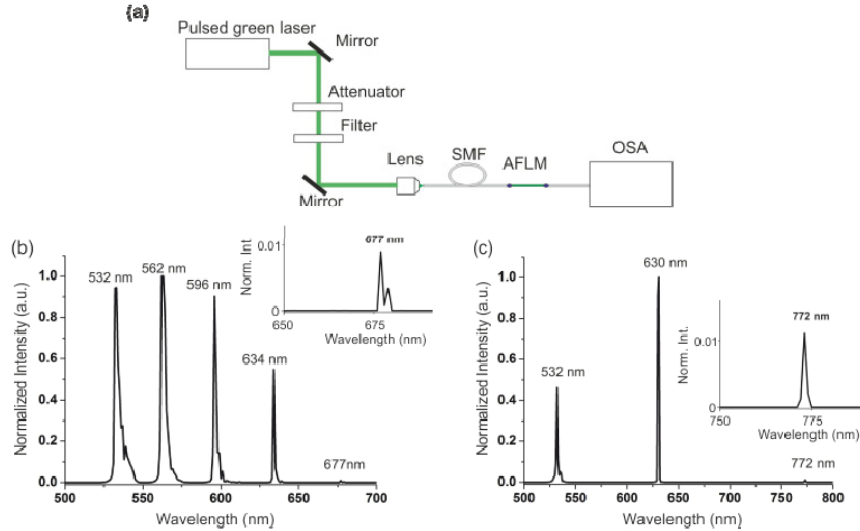 (a)
Pulsed green laser
Mirror
Attenuator
Filter
Mirror
Lens
SMF
AFLM
OSA
(b)
Normalized Intensity (a.u.)
1.0
0.8
0.6
0.4
0.2
0.0
532 nm
562 nm
596 nm
634 nm
677nm
500 550 600 650 700
Wavelength (nm)
Norm. Int
0.01
0
677 nm
650 675
Wavelength (nm)
(c)
Normalized Intensity (a.u.)
1.0
0.8
0.6
0.4
0.2
0.0
532 nm
630 nm
772 nm
500 550 600 650 700 750 800
Wavelength (nm)
Norm. Int.
0.01
0
772 nm
750 775
Wavelength (nm)